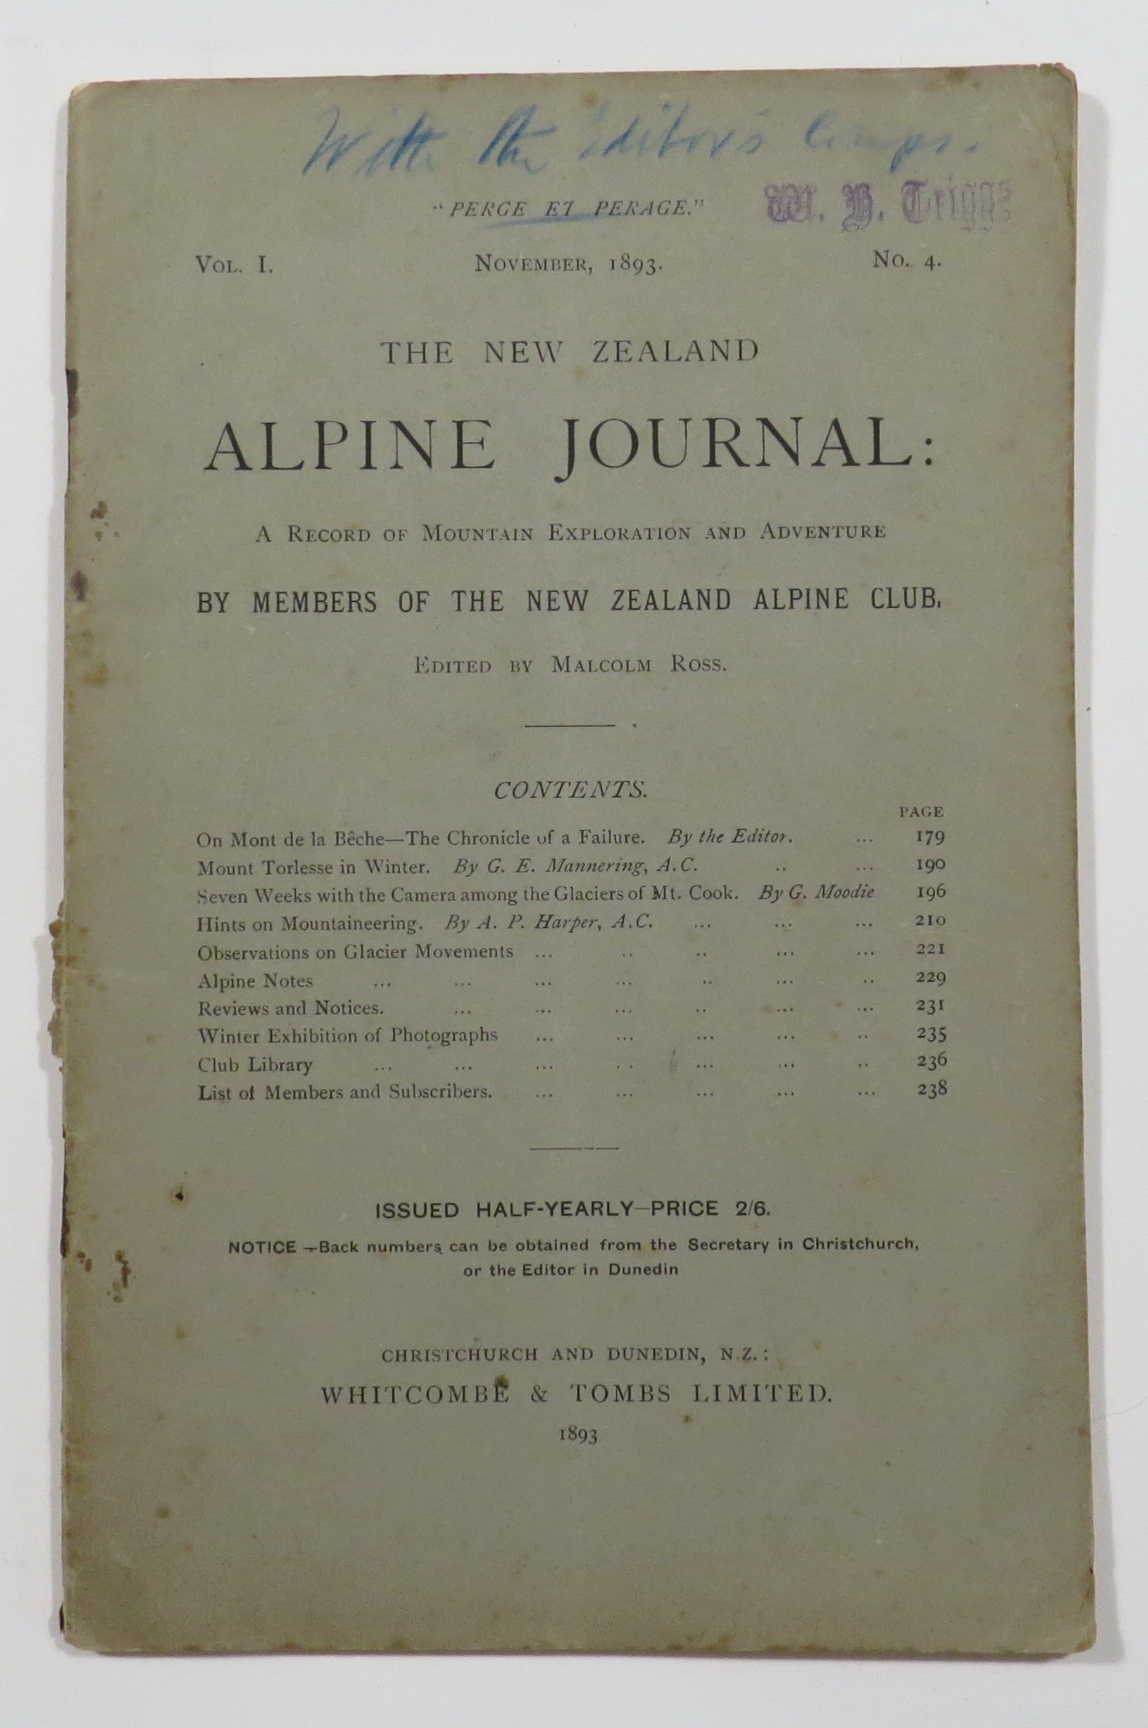 With the Editor's Comps.
"PERGE ET PERAGE."
W. H. Triggs
VOL. I. NOVEMBER, 1893. NO. 4.
THE NEW ZEALAND
ALPINE JOURNAL:
A RECORD OF MOUNTAIN EXPLORATION AND ADVENTURE
BY MEMBERS OF THE NEW ZEALAND ALPINE CLUB.
EDITED BY MALCOLM ROSS.
CONTENTS.
PAGE
On Mont de la Bêche—The Chronicle of a Failure. By the Editor. ... 179
Mount Torlesse in Winter. By G. E. Mannering, A.C. .. ... 190
Seven Weeks with the Camera among the Glaciers of Mt. Cook. By G. Moodie 196
Hints on Mountaineering. By A. P. Harper, A.C. ... ... ... 210
Observations on Glacier Movements ... .. .. ... ... 221
Alpine Notes ... ... ... ... .. ... .. 229
Reviews and Notices. ... ... ... .. ... ... 231
Winter Exhibition of Photographs ... ... ... ... .. 235
Club Library ... ... ... .. ... ... .. 236
List of Members and Subscribers. ... ... ... ... ... 238
ISSUED HALF-YEARLY—PRICE 2/6.
NOTICE —Back numbers can be obtained from the Secretary in Christchurch,
or the Editor in Dunedin
CHRISTCHURCH AND DUNEDIN, N.Z.:
WHITCOMBE & TOMBS LIMITED.
1893